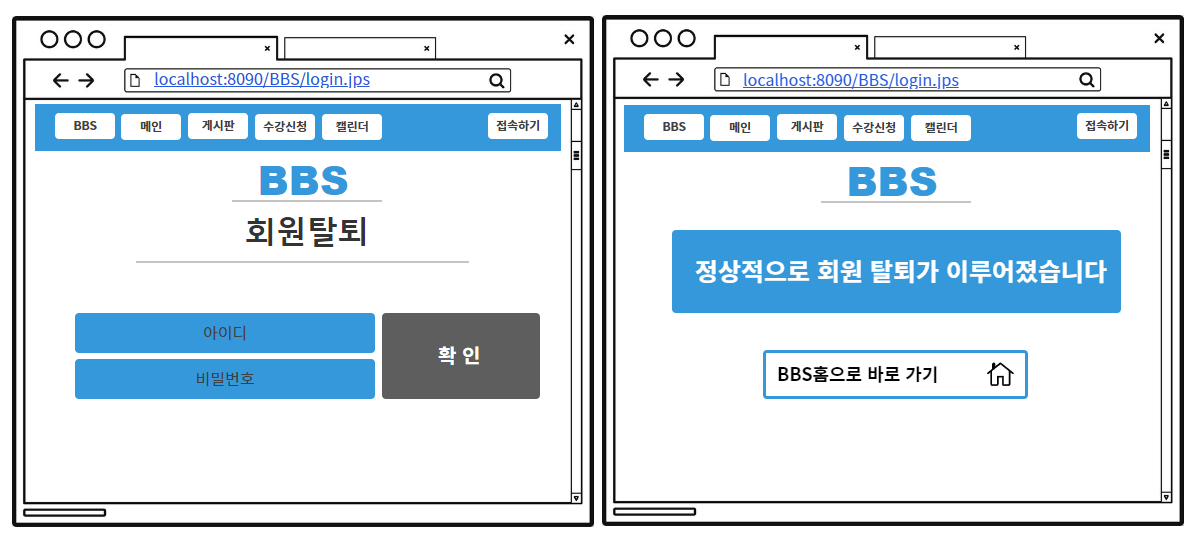 localhost:8090/BBS/login.jps
BBS 메인 게시판 수강신청 캘린더 접속하기
BBS
회원탈퇴
아이디
비밀번호
확 인
localhost:8090/BBS/login.jps
BBS 메인 게시판 수강신청 캘린더 접속하기
BBS
정상적으로 회원 탈퇴가 이루어졌습니다
BBS홈으로 바로 가기